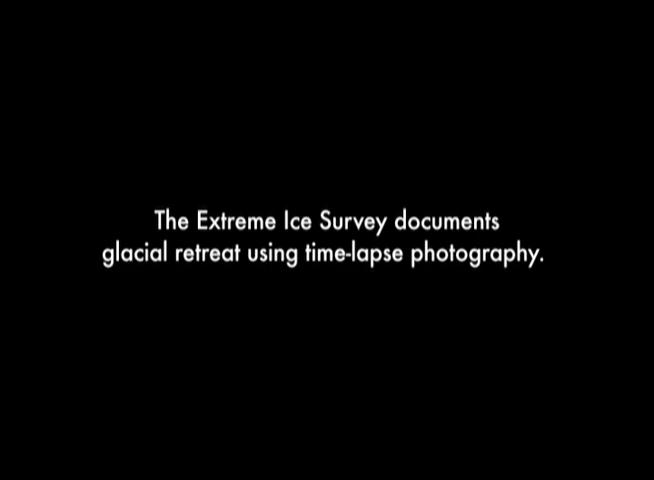 The Extreme Ice Survey documents
glacial retreat using time-lapse photography.